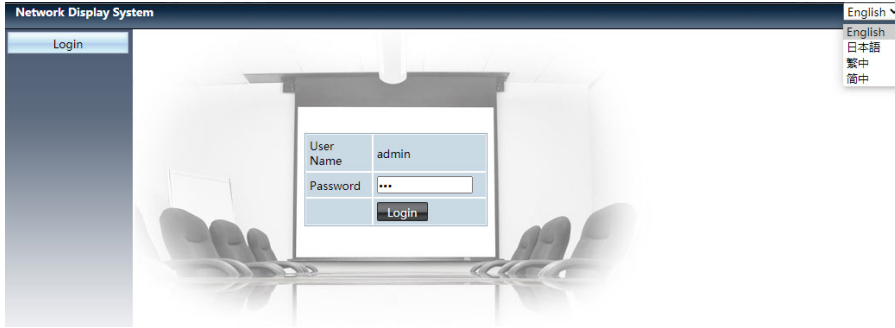 Network Display System
English
English
日本語
繁中
简中
Login
User
Name
admin
Password
•••
Login